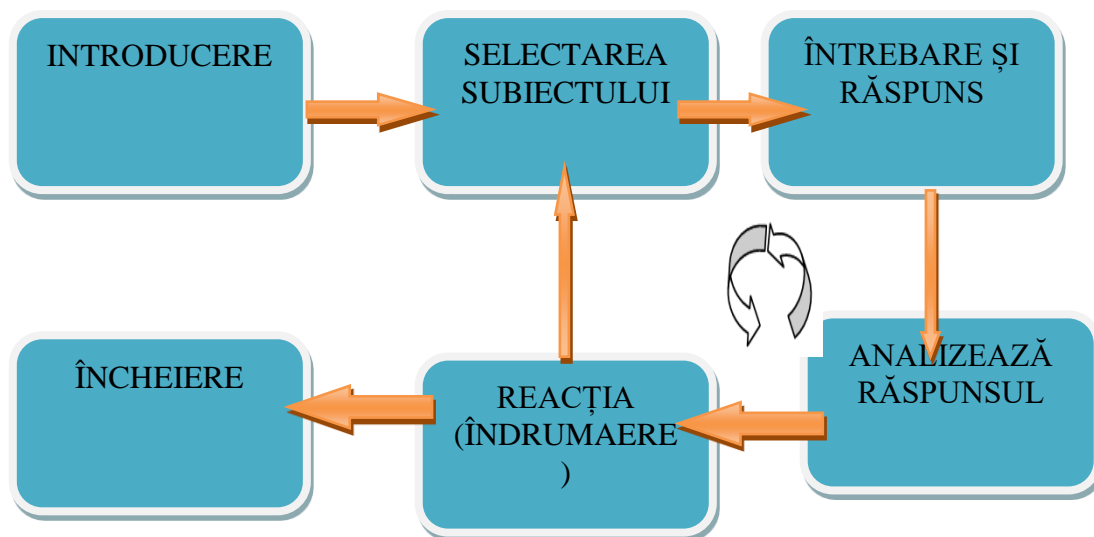 INTRODUCERE
SELECTAREA
SUBIECTULUI
ÎNTREBARE ȘI
RĂSPUNS
ANALIZEAZĂ
RĂSPUNSUL
REACȚIA
(ÎNDRUMAERE
)
ÎNCHEIERE